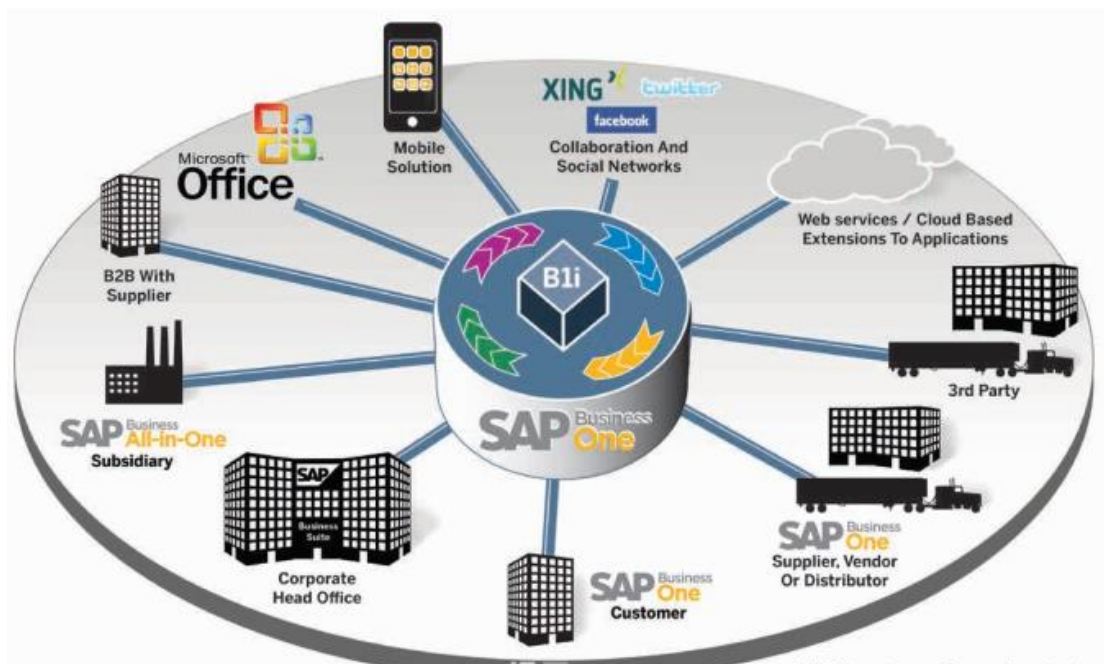 XING twitter
facebook
Collaboration And
Social Networks
Mobile
Solution
Microsoft
Office
Web services / Cloud Based
Extensions To Applications
B2B With
Supplier
B1i
3rd Party
SAP Business
All-in-One
Subsidiary
SAP Business
One
SAP
Business
Suite
Corporate
Head Office
SAP Business
One
Supplier, Vendor
Or Distributor
SAP Business
One
Customer